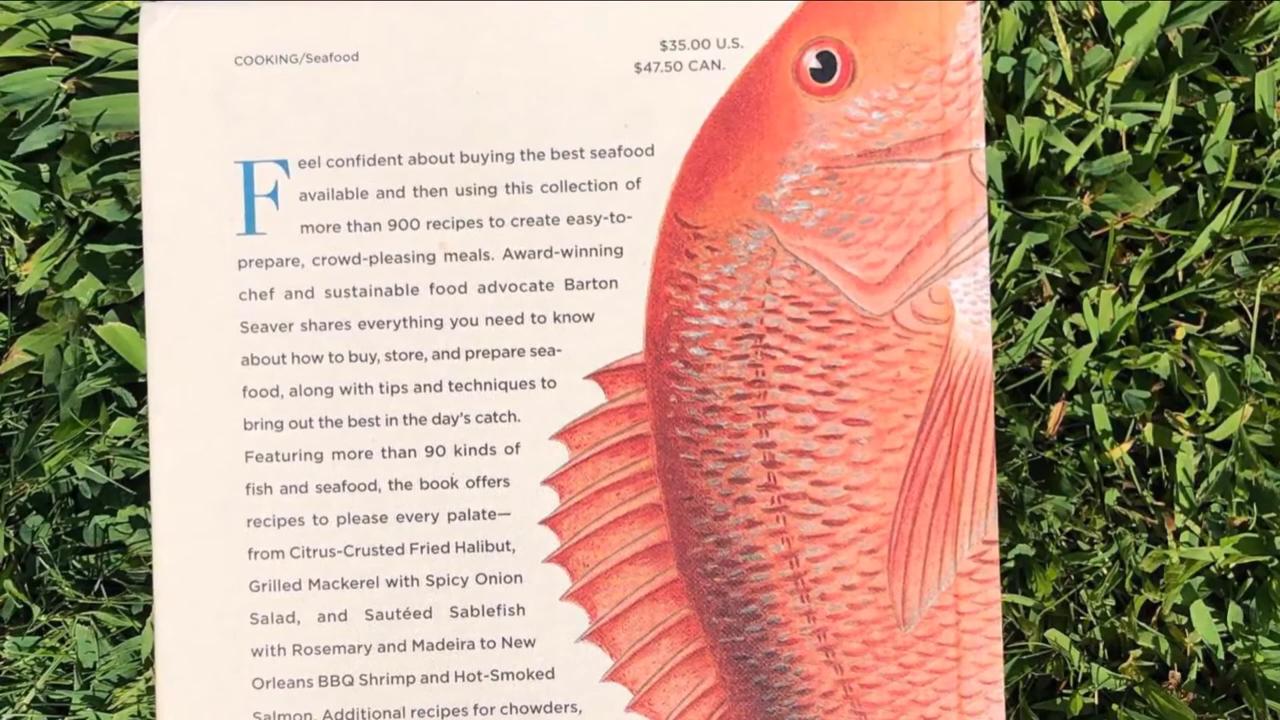 COOKING/Seafood
$35.00 U.S.
$47.50 CAN.
Feel confident about buying the best seafood
available and then using this collection of
more than 900 recipes to create easy-to-
prepare, crowd-pleasing meals. Award-winning
chef and sustainable food advocate Barton
Seaver shares everything you need to know
about how to buy, store, and prepare sea-
food, along with tips and techniques to
bring out the best in the day's catch.
Featuring more than 90 kinds of
fish and seafood, the book offers
recipes to please every palate—
from Citrus-Crusted Fried Halibut,
Grilled Mackerel with Spicy Onion
Salad, and Sautéed Sablefish
with Rosemary and Madeira to New
Orleans BBQ Shrimp and Hot-Smoked
Salmon. Additional recipes for chowders,